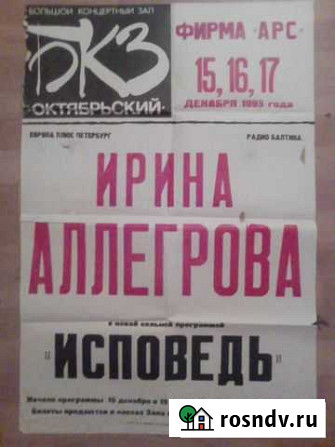 БОЛЬШОЙ КОНЦЕРТНЫЙ ЗАЛ
БКЗ
"ОКТЯБРЬСКИЙ"
ФИРМА "АРС"
15, 16, 17
ДЕКАБРЯ 1995 года
ЕВРОПА ПЛЮС ПЕТЕРБУРГ
РАДИО БАЛТИКА
ИРИНА
АЛЛЕГРОВА
с новой сольной программой
"ИСПОВЕДЬ"
Начало программы 15 декабря в
Билеты продаются в кассах Зала
rosndv.ru